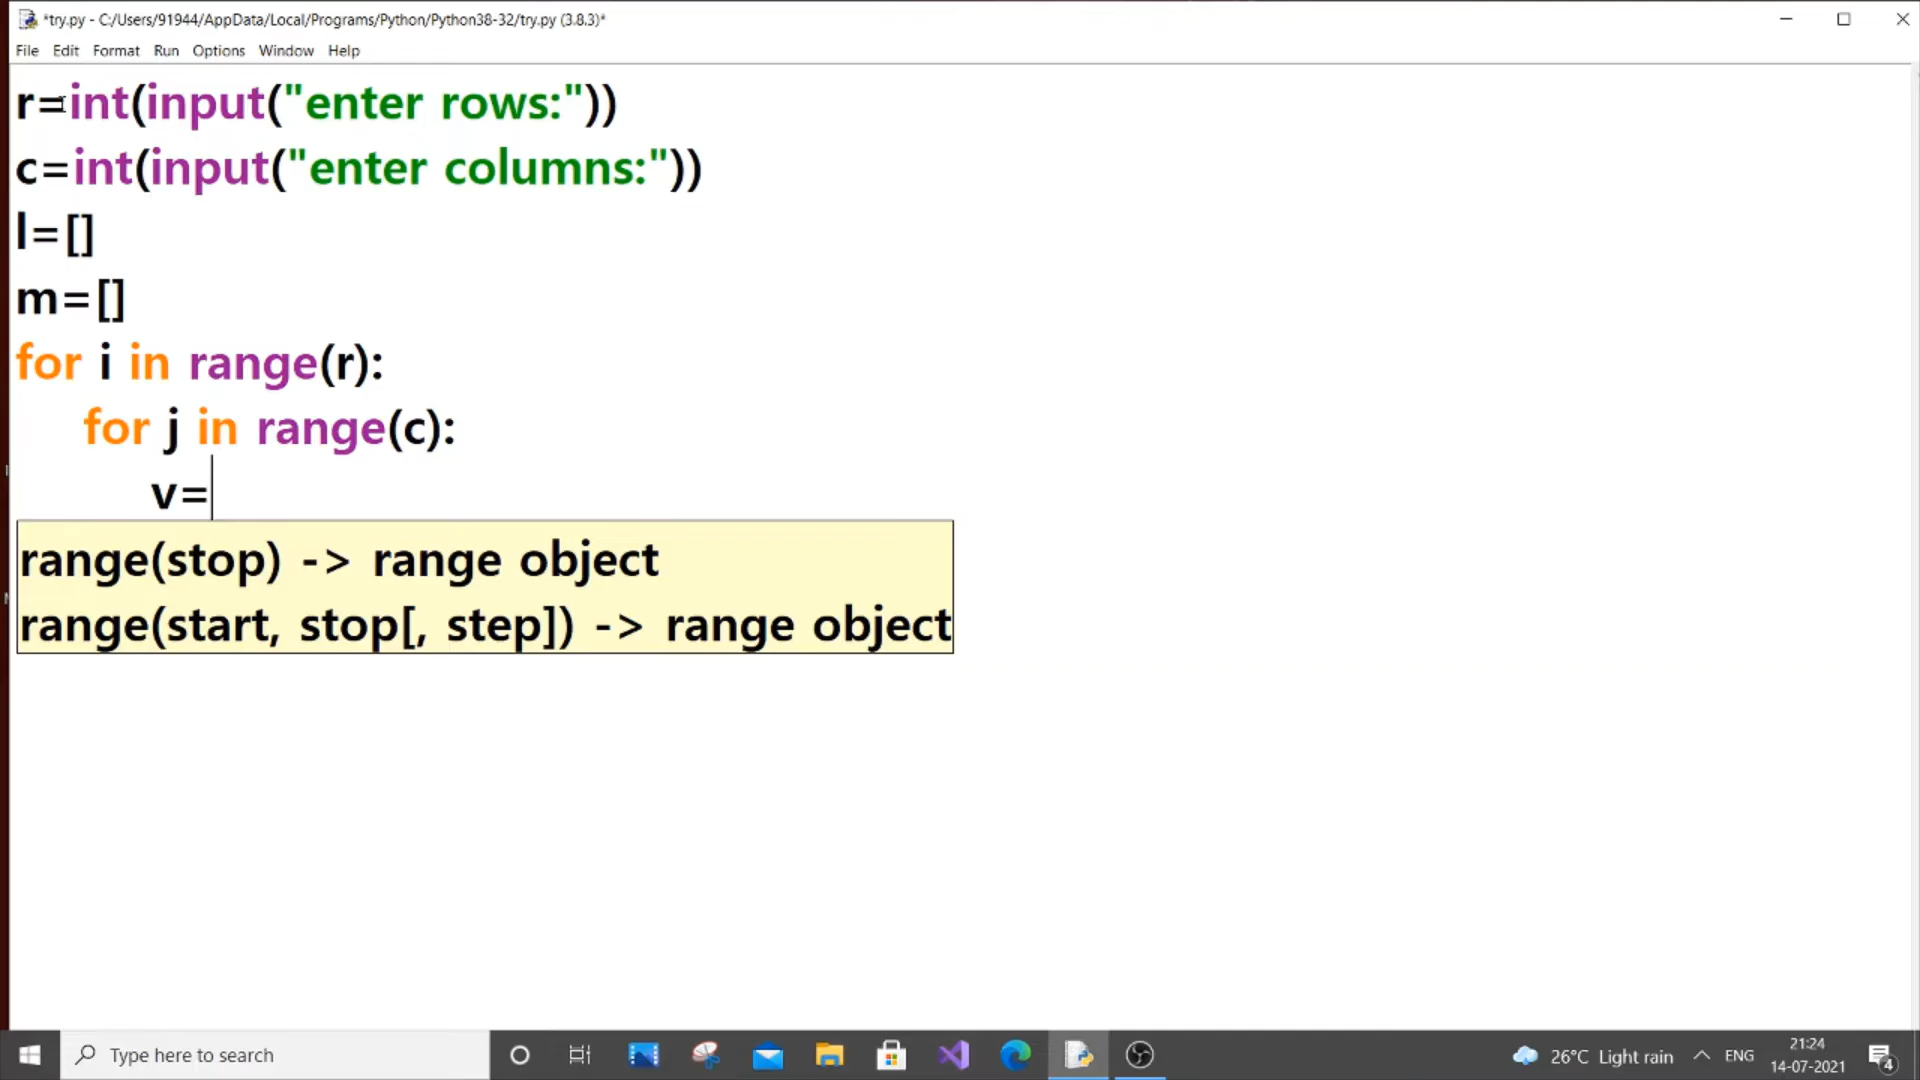 *try.py - C:/Users/91944/AppData/Local/Programs/Python/Python38-32/try.py (3.8.3)*
File Edit Format Run Options Window Help
r=int(input("enter rows:"))
c=int(input("enter columns:"))
l=[]
m=[]
for i in range(r):
for j in range(c):
v=
range(stop) -> range object
range(start, stop[, step]) -> range object
Type here to search
26°C Light rain ENG 21:24
14-07-2021
4